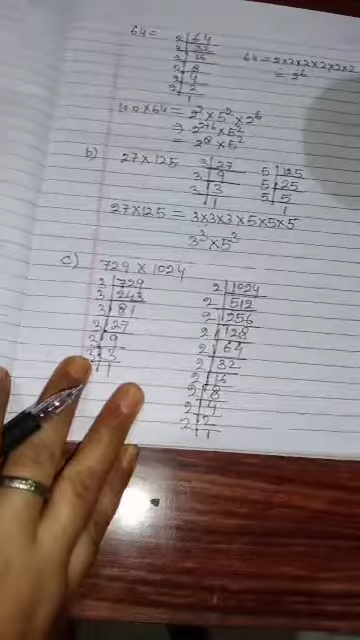 64 =
2 | 64
2 | 32
2 | 16
2 | 8
2 | 4
2 | 2
1
64 = 2×2×2×2×2×2
= 2⁶
100×64 = 2² × 5² × 2⁶
⇒ 2²⁺⁶ × 5²
= 2⁸ × 5²
b) 27×125
3 | 27
3 | 9
3 | 3
1
5 | 125
5 | 25
5 | 5
1
27×125 = 3×3×3×5×5×5
3³ × 5³
c) 729 × 1024
3 | 729
3 | 243
3 | 81
3 | 27
3 | 9
3 | 3
1
2 | 1024
2 | 512
2 | 256
2 | 128
2 | 64
2 | 32
2 | 16
2 | 8
2 | 4
2 | 2
1